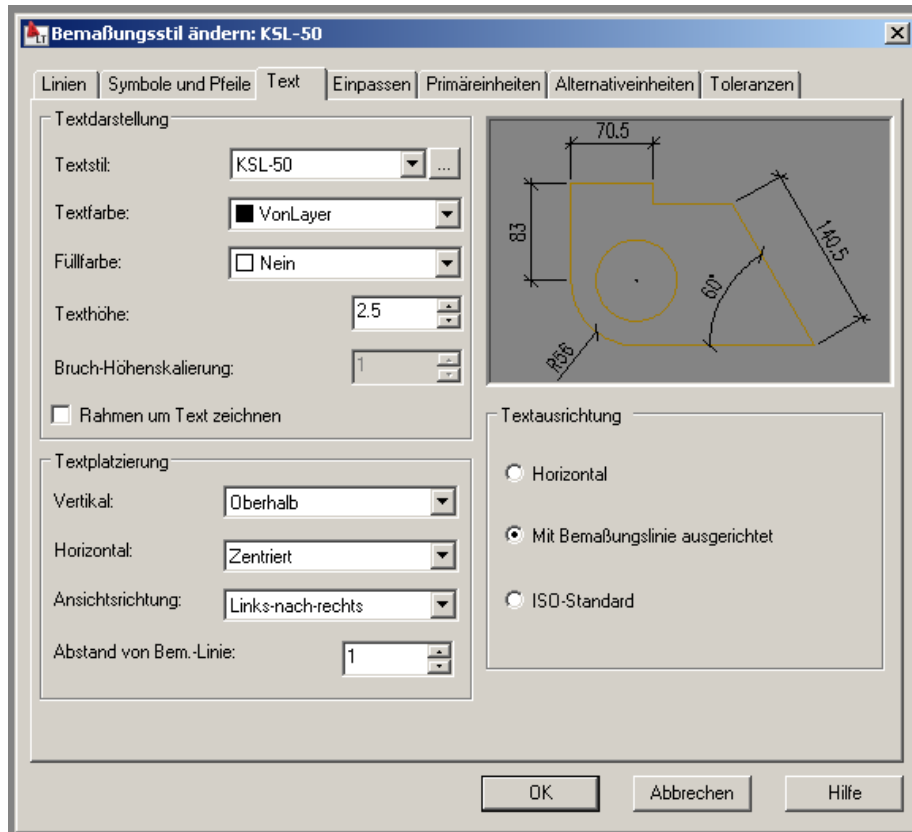 Bemaßungsstil ändern: KSL-50
Linien
Symbole und Pfeile
Text
Einpassen
Primäreinheiten
Alternativeinheiten
Toleranzen
Textdarstellung
Textstil:
KSL-50
...
Textfarbe:
VonLayer
Füllfarbe:
Nein
Texthöhe:
2.5
Bruch-Höhenskalierung:
1
Rahmen um Text zeichnen
Textplatzierung
Vertikal:
Oberhalb
Horizontal:
Zentriert
Ansichtsrichtung:
Links-nach-rechts
Abstand von Bem.-Linie:
1
70.5
83
140.5
60°
R56
Textausrichtung
Horizontal
Mit Bemaßungslinie ausgerichtet
ISO-Standard
OK
Abbrechen
Hilfe